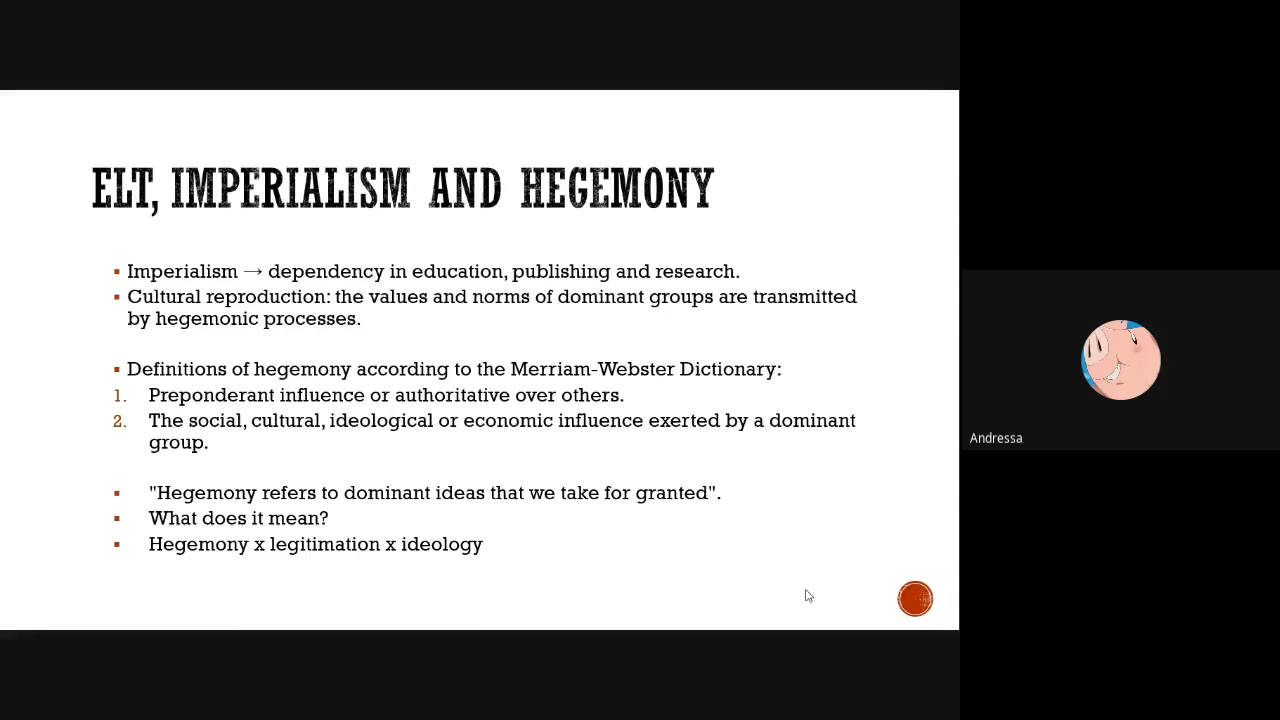 ELT, IMPERIALISM AND HEGEMONY
▪ Imperialism → dependency in education, publishing and research.
▪ Cultural reproduction: the values and norms of dominant groups are transmitted
by hegemonic processes.
▪ Definitions of hegemony according to the Merriam-Webster Dictionary:
1. Preponderant influence or authoritative over others.
2. The social, cultural, ideological or economic influence exerted by a dominant
group.
▪ "Hegemony refers to dominant ideas that we take for granted".
▪ What does it mean?
▪ Hegemony x legitimation x ideology
Andressa